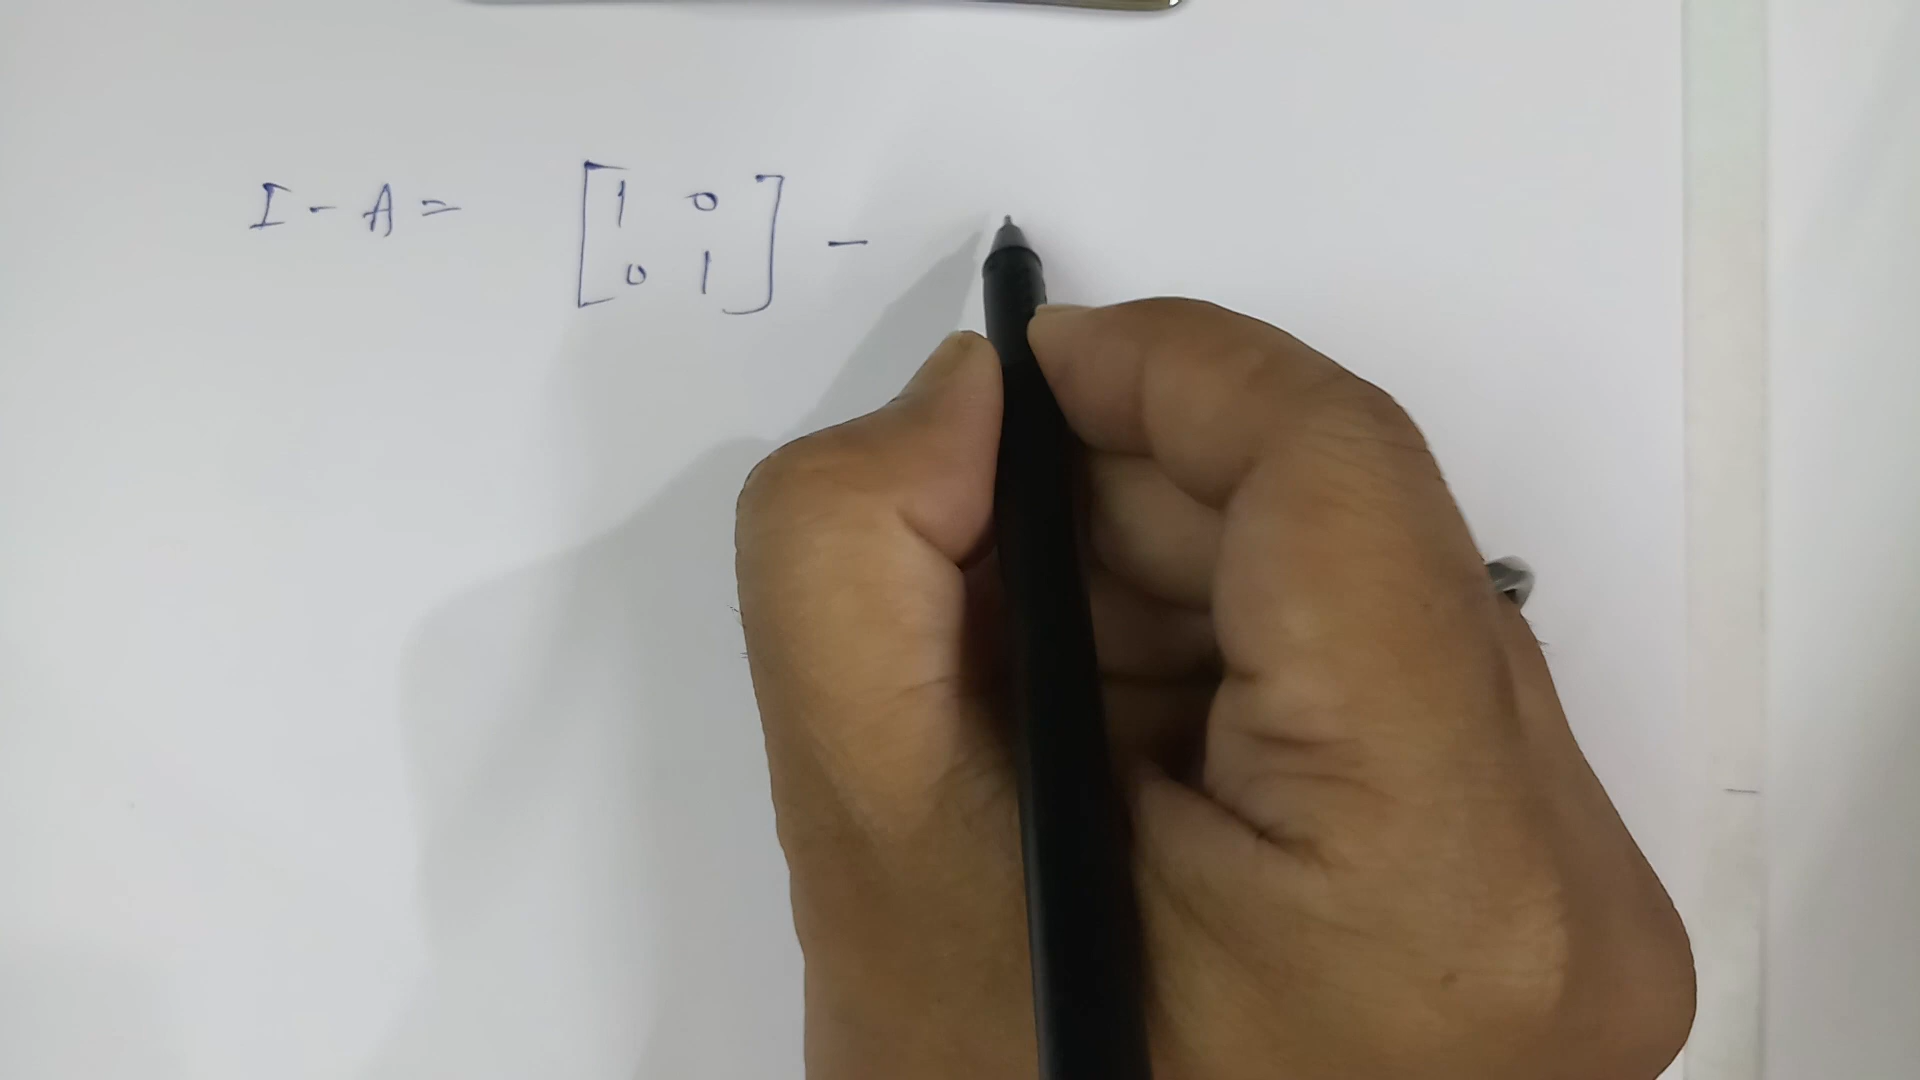 I - A = [1 0] -
[0 1]